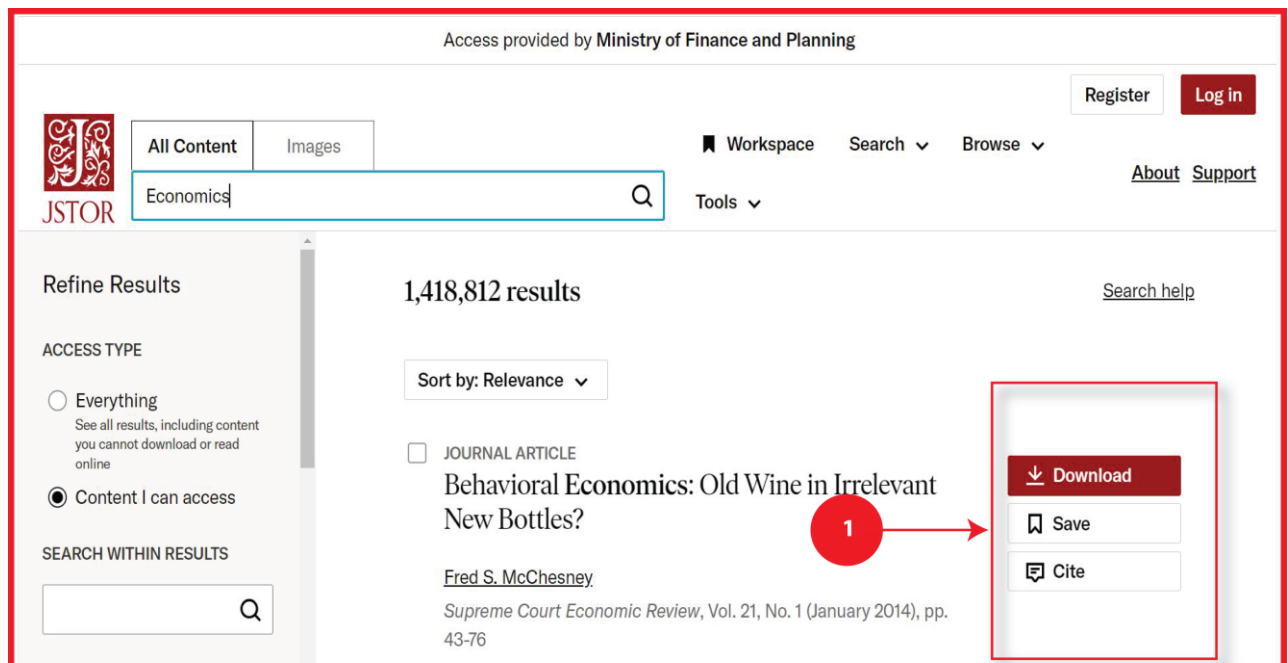 Access provided by Ministry of Finance and Planning
Register
Log in
JSTOR
All Content
Images
Economics
Workspace
Search
Browse
Tools
About
Support
Refine Results
ACCESS TYPE
Everything
See all results, including content
you cannot download or read
online
Content I can access
SEARCH WITHIN RESULTS
1,418,812 results
Search help
Sort by: Relevance
JOURNAL ARTICLE
Behavioral Economics: Old Wine in Irrelevant
New Bottles?
Fred S. McChesney
Supreme Court Economic Review, Vol. 21, No. 1 (January 2014), pp.
43-76
1
Download
Save
Cite